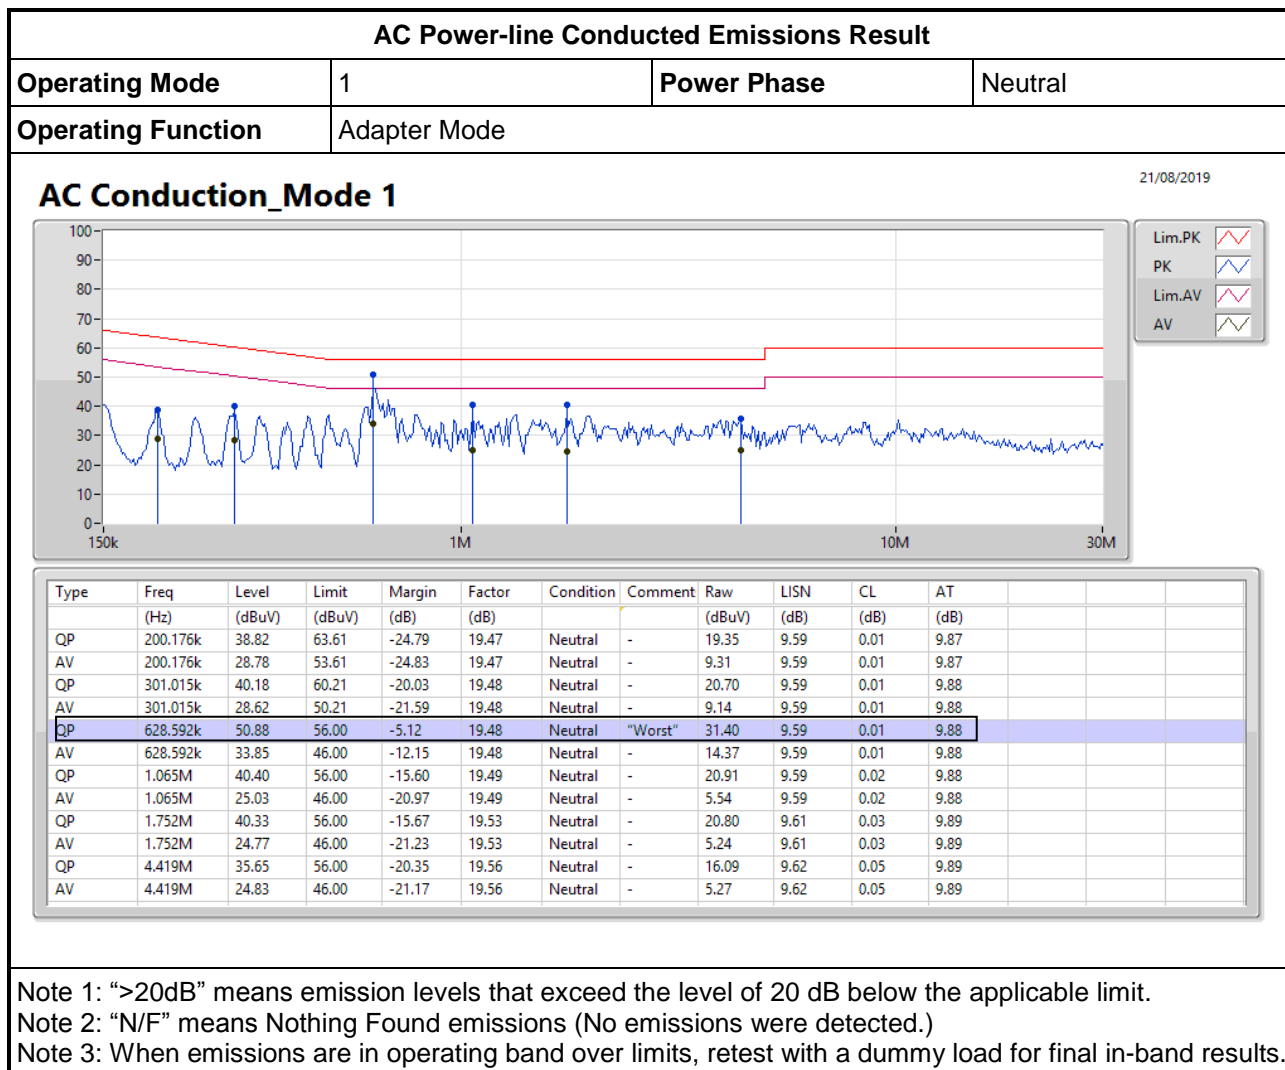 AC Power-line Conducted Emissions Result
Operating Mode 1 Power Phase Neutral
Operating Function Adapter Mode
21/08/2019
AC Conduction_Mode 1
Lim.PK
PK
Lim.AV
AV
100
90
80
70
60
50
40
30
20
10
0
150k 1M 10M 30M
Type Freq Level Limit Margin Factor Condition Comment Raw LISN CL AT
(Hz) (dBuV) (dBuV) (dB) (dB) (dBuV) (dB) (dB) (dB)
QP 200.176k 38.82 63.61 -24.79 19.47 Neutral - 19.35 9.59 0.01 9.87
AV 200.176k 28.78 53.61 -24.83 19.47 Neutral - 9.31 9.59 0.01 9.87
QP 301.015k 40.18 60.21 -20.03 19.48 Neutral - 20.70 9.59 0.01 9.88
AV 301.015k 28.62 50.21 -21.59 19.48 Neutral - 9.14 9.59 0.01 9.88
QP 628.592k 50.88 56.00 -5.12 19.48 Neutral "Worst" 31.40 9.59 0.01 9.88
AV 628.592k 33.85 46.00 -12.15 19.48 Neutral - 14.37 9.59 0.01 9.88
QP 1.065M 40.40 56.00 -15.60 19.49 Neutral - 20.91 9.59 0.02 9.88
AV 1.065M 25.03 46.00 -20.97 19.49 Neutral - 5.54 9.59 0.02 9.88
QP 1.752M 40.33 56.00 -15.67 19.53 Neutral - 20.80 9.61 0.03 9.89
AV 1.752M 24.77 46.00 -21.23 19.53 Neutral - 5.24 9.61 0.03 9.89
QP 4.419M 35.65 56.00 -20.35 19.56 Neutral - 16.09 9.62 0.05 9.89
AV 4.419M 24.83 46.00 -21.17 19.56 Neutral - 5.27 9.62 0.05 9.89
Note 1: “>20dB” means emission levels that exceed the level of 20 dB below the applicable limit.
Note 2: “N/F” means Nothing Found emissions (No emissions were detected.)
Note 3: When emissions are in operating band over limits, retest with a dummy load for final in-band results.